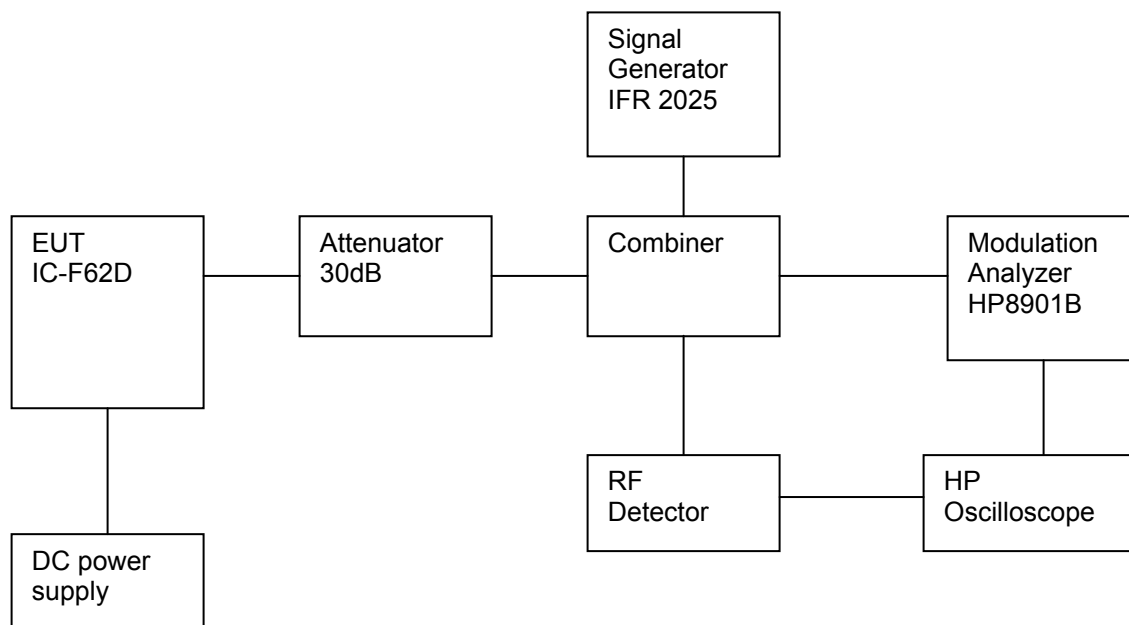 Signal
Generator
IFR 2025
EUT
IC-F62D
Attenuator
30dB
Combiner
Modulation
Analyzer
HP8901B
RF
Detector
HP
Oscilloscope
DC power
supply